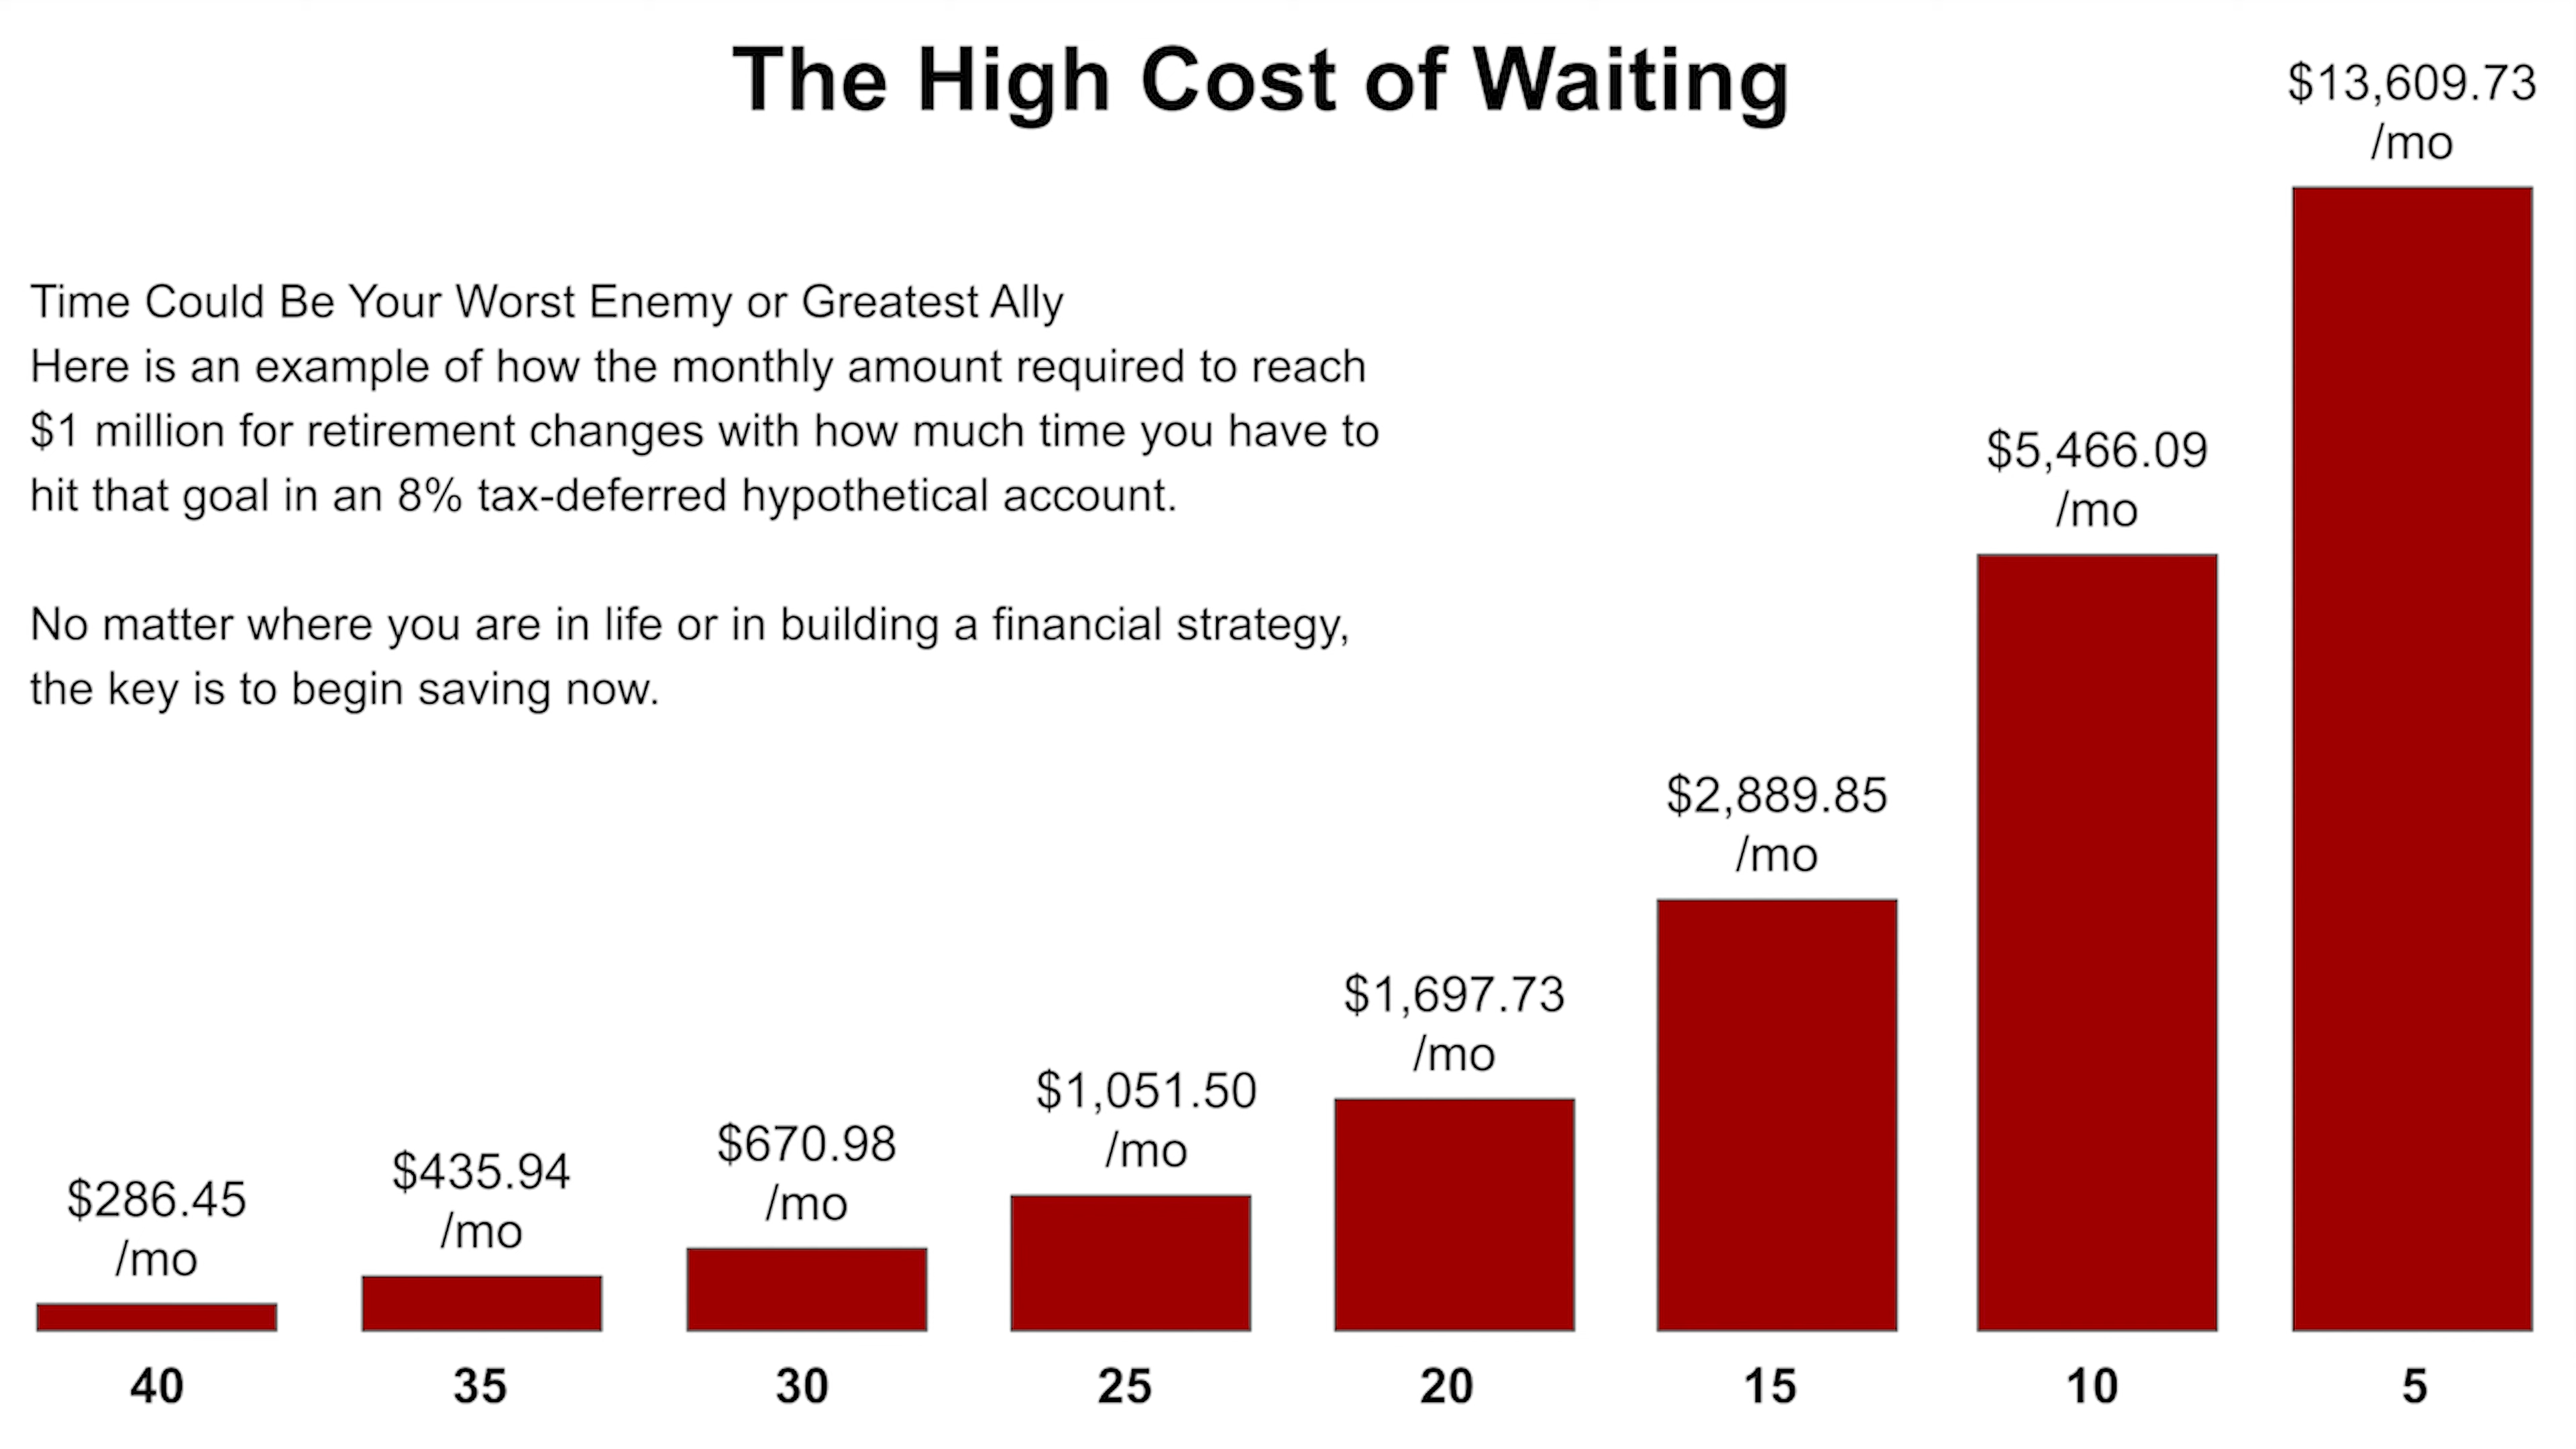 The High Cost of Waiting
Time Could Be Your Worst Enemy or Greatest Ally
Here is an example of how the monthly amount required to reach
$1 million for retirement changes with how much time you have to
hit that goal in an 8% tax-deferred hypothetical account.
No matter where you are in life or in building a financial strategy,
the key is to begin saving now.
$286.45
/mo
$435.94
/mo
$670.98
/mo
$1,051.50
/mo
$1,697.73
/mo
$2,889.85
/mo
$5,466.09
/mo
$13,609.73
/mo
40
35
30
25
20
15
10
5